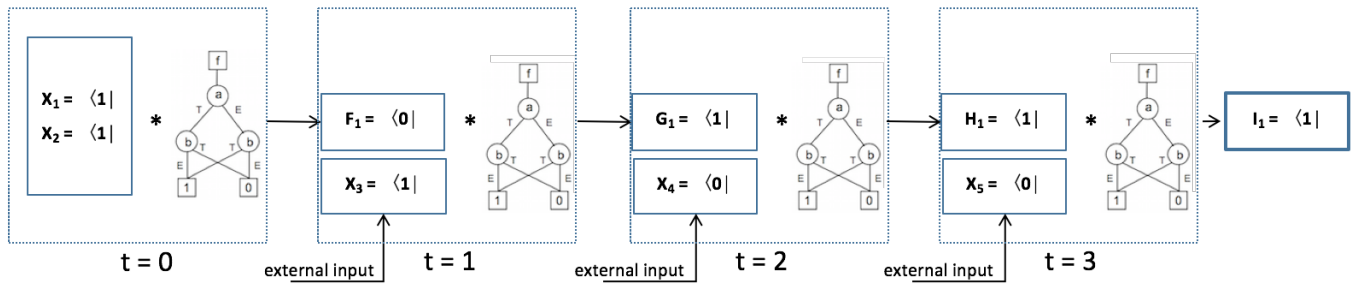 X₁ = ⟨1|
X₂ = ⟨1|
*
f
a
T E
b T T b
E E
1 0
t = 0
F₁ = ⟨0|
X₃ = ⟨1|
*
f
a
T E
b T T b
E E
1 0
external input
t = 1
G₁ = ⟨1|
X₄ = ⟨0|
*
f
a
T E
b T T b
E E
1 0
external input
t = 2
H₁ = ⟨1|
X₅ = ⟨0|
*
f
a
T E
b T T b
E E
1 0
external input
t = 3
I₁ = ⟨1|